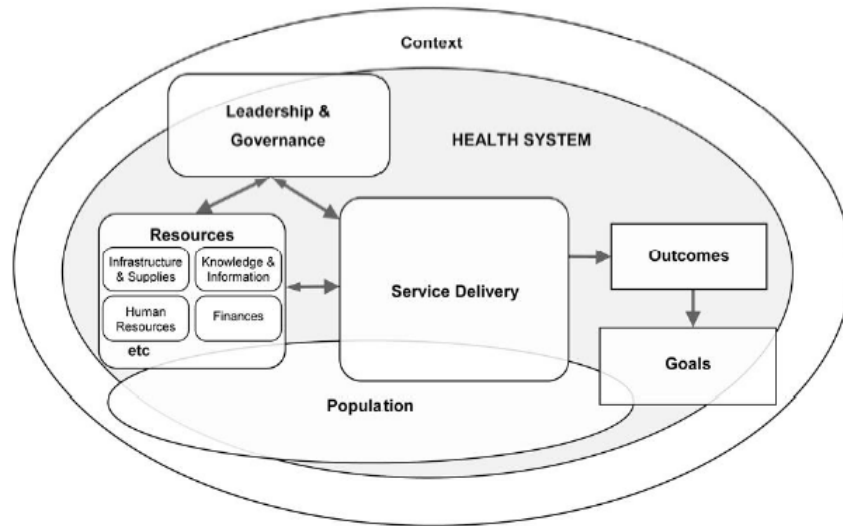 Context
Leadership &
Governance
HEALTH SYSTEM
Resources
Infrastructure
& Supplies
Knowledge &
Information
Human
Resources
Finances
etc
Service Delivery
Outcomes
Goals
Population